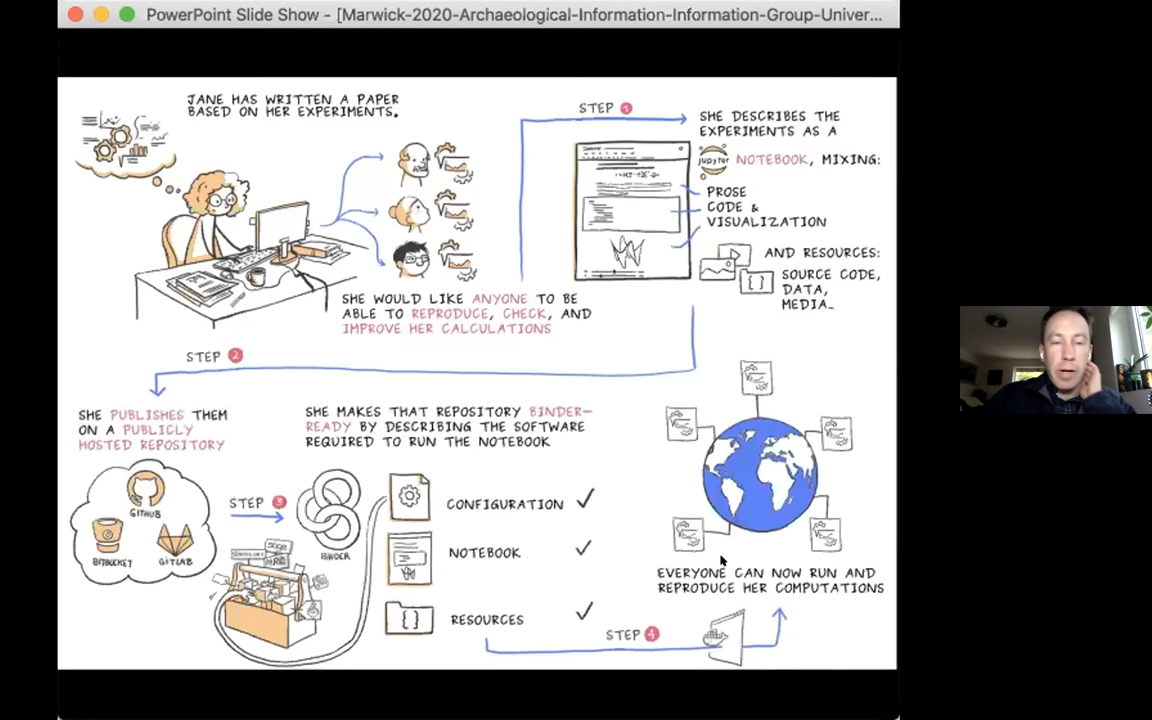 PowerPoint Slide Show - [Marwick-2020-Archaeological-Information-Information-Group-Univer...
JANE HAS WRITTEN A PAPER
BASED ON HER EXPERIMENTS.
SHE WOULD LIKE ANYONE TO BE
ABLE TO REPRODUCE, CHECK, AND
IMPROVE HER CALCULATIONS
STEP 1
SHE DESCRIBES THE
EXPERIMENTS AS A
jupyter NOTEBOOK, MIXING:
PROSE
CODE &
VISUALIZATION
AND RESOURCES:
SOURCE CODE,
DATA,
MEDIA...
STEP 2
SHE PUBLISHES THEM
ON A PUBLICLY
HOSTED REPOSITORY
GITHUB
BITBUCKET
GITLAB
STEP 3
SHE MAKES THAT REPOSITORY BINDER-
READY BY DESCRIBING THE SOFTWARE
REQUIRED TO RUN THE NOTEBOOK
BINDER
CONFIGURATION
NOTEBOOK
RESOURCES
STEP 4
EVERYONE CAN NOW RUN AND
REPRODUCE HER COMPUTATIONS